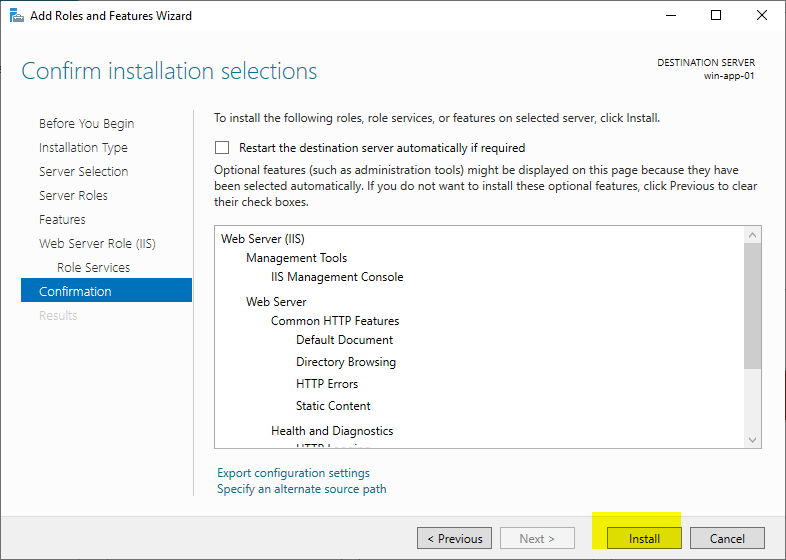 Add Roles and Features Wizard
Confirm installation selections
DESTINATION SERVER
win-app-01
Before You Begin
Installation Type
Server Selection
Server Roles
Features
Web Server Role (IIS)
Role Services
Confirmation
Results
To install the following roles, role services, or features on selected server, click Install.
Restart the destination server automatically if required
Optional features (such as administration tools) might be displayed on this page because they have
been selected automatically. If you do not want to install these optional features, click Previous to clear
their check boxes.
Web Server (IIS)
Management Tools
IIS Management Console
Web Server
Common HTTP Features
Default Document
Directory Browsing
HTTP Errors
Static Content
Health and Diagnostics
Export configuration settings
Specify an alternate source path
< Previous
Next >
Install
Cancel